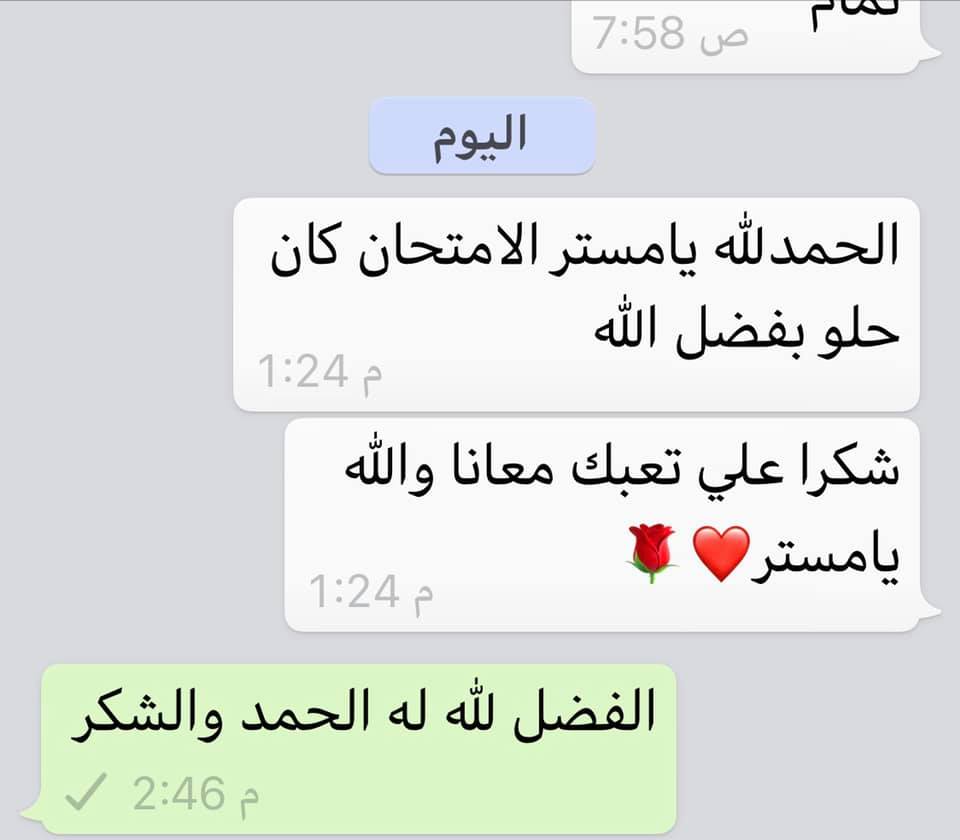 تمام
7:58 ص
اليوم
الحمدلله يامستر الامتحان كان
حلو بفضل الله
1:24 م
شكرا علي تعبك معانا والله
يامستر❤️🌹
1:24 م
الفضل لله له الحمد والشكر
2:46 م